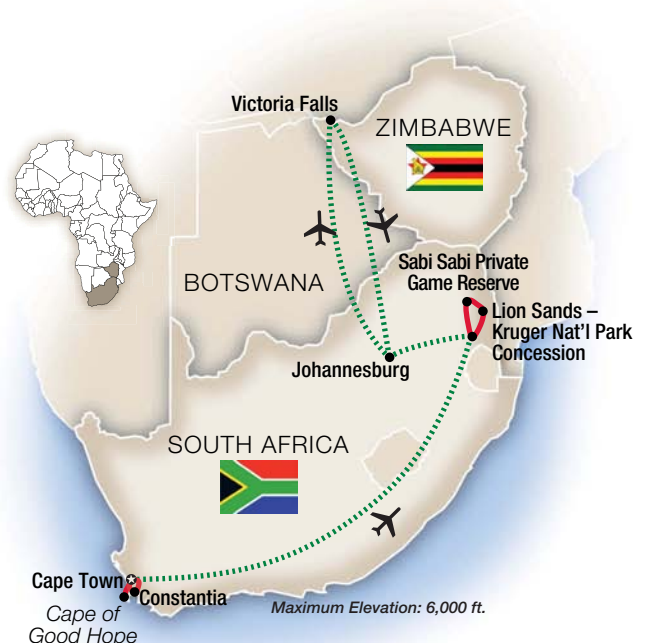 Victoria Falls
ZIMBABWE
BOTSWANA
Sabi Sabi Private
Game Reserve
Lion Sands –
Kruger Nat'l Park
Concession
Johannesburg
SOUTH AFRICA
Cape Town
Constantia
Cape of
Good Hope
Maximum Elevation: 6,000 ft.